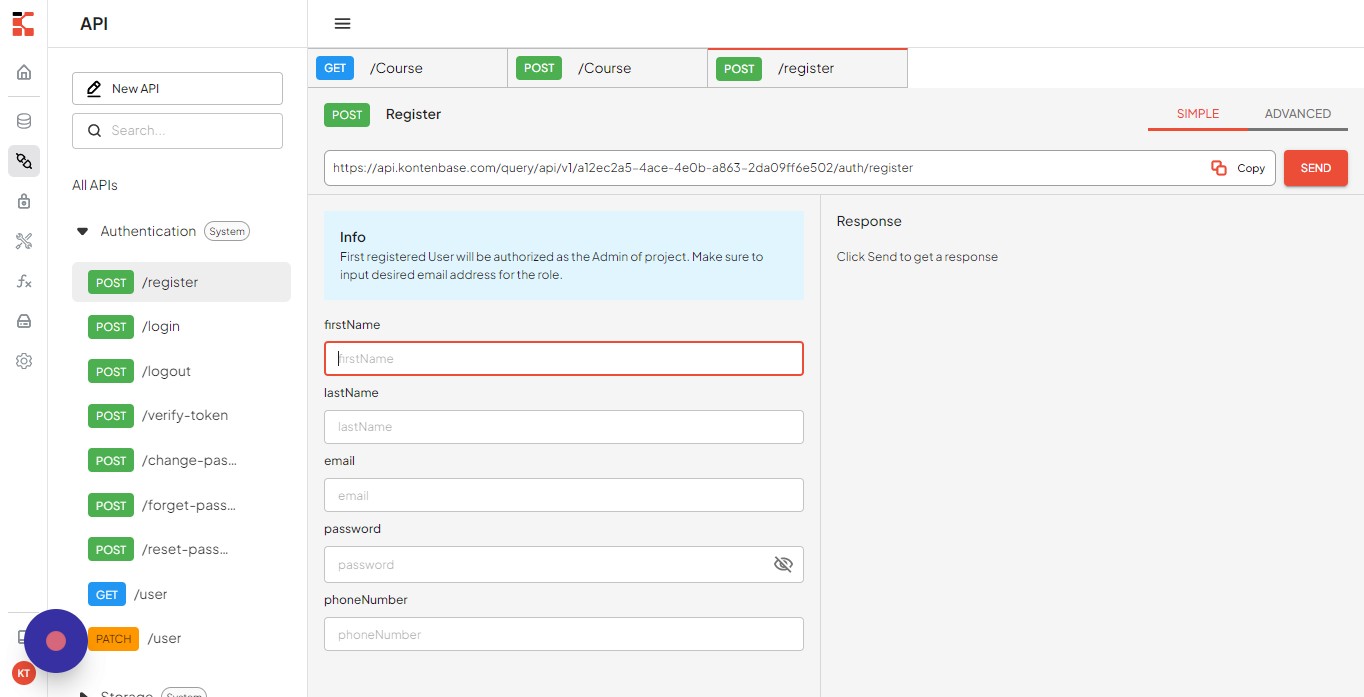 API
New API
Search...
All APIs
Authentication System
POST /register
POST /login
POST /logout
POST /verify-token
POST /change-pas...
POST /forget-pass...
POST /reset-pass...
GET /user
PATCH /user
Storage System
KT
GET /Course
POST /Course
POST /register
POST Register
SIMPLE ADVANCED
https://api.kontenbase.com/query/api/v1/a12ec2a5-4ace-4e0b-a863-2da09ff6e502/auth/register
Copy
SEND
Info
First registered User will be authorized as the Admin of project. Make sure to
input desired email address for the role.
firstName
firstName
lastName
lastName
email
email
password
password
phoneNumber
phoneNumber
Response
Click Send to get a response